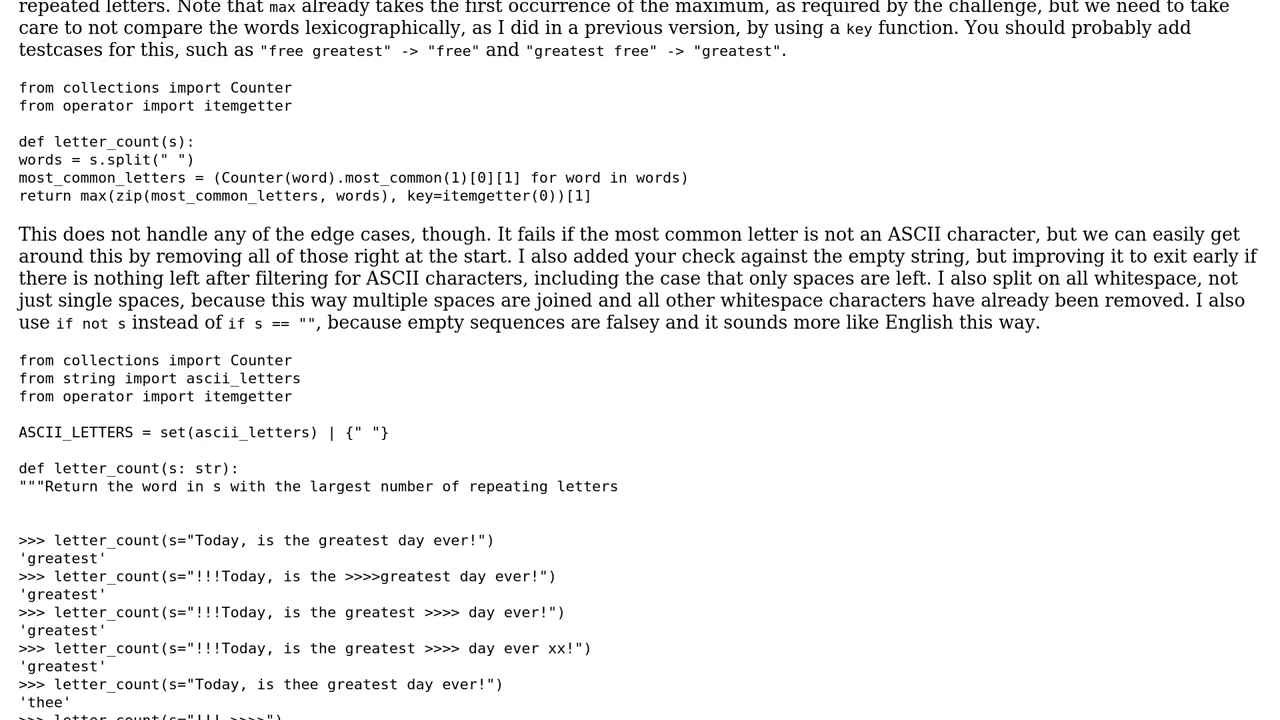 repeated letters. Note that max already takes the first occurrence of the maximum, as required by the challenge, but we need to take
care to not compare the words lexicographically, as I did in a previous version, by using a key function. You should probably add
testcases for this, such as "free greatest" -> "free" and "greatest free" -> "greatest".
from collections import Counter
from operator import itemgetter
def letter_count(s):
words = s.split(" ")
most_common_letters = (Counter(word).most_common(1)[0][1] for word in words)
return max(zip(most_common_letters, words), key=itemgetter(0))[1]
This does not handle any of the edge cases, though. It fails if the most common letter is not an ASCII character, but we can easily get
around this by removing all of those right at the start. I also added your check against the empty string, but improving it to exit early if
there is nothing left after filtering for ASCII characters, including the case that only spaces are left. I also split on all whitespace, not
just single spaces, because this way multiple spaces are joined and all other whitespace characters have already been removed. I also
use if not s instead of if s == "", because empty sequences are falsey and it sounds more like English this way.
from collections import Counter
from string import ascii_letters
from operator import itemgetter
ASCII_LETTERS = set(ascii_letters) | {" "}
def letter_count(s: str):
"""Return the word in s with the largest number of repeating letters
>>> letter_count(s="Today, is the greatest day ever!")
'greatest'
>>> letter_count(s="!!!Today, is the >>>>greatest day ever!")
'greatest'
>>> letter_count(s="!!!Today, is the greatest >>>> day ever!")
'greatest'
>>> letter_count(s="!!!Today, is the greatest >>>> day ever xx!")
'greatest'
>>> letter_count(s="Today, is thee greatest day ever!")
'thee'
>>> letter_count(s="!!! >>>>")